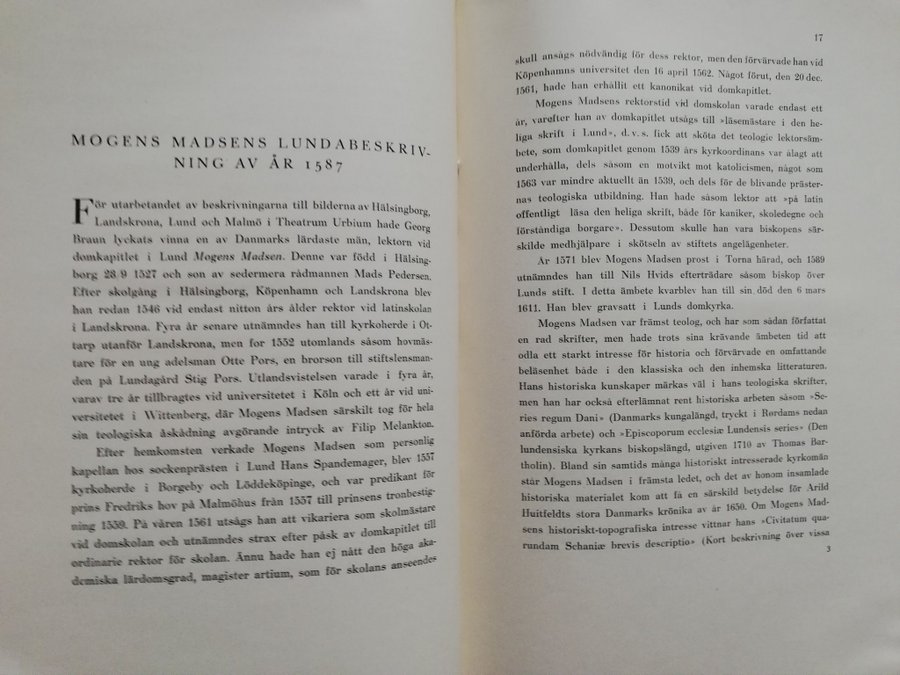 MOGENS MADSENS LUNDABESKRIV-
NING AV ÅR 1587
För utarbetandet av beskrivningarna till bilderna av Hälsingborg,
Landskrona, Lund och Malmö i Theatrum Urbium hade Georg
Braun lyckats vinna en av Danmarks lärdaste män, lektorn vid
domkapitlet i Lund Mogens Madsen. Denne var född i Hälsing-
borg 28/9 1527 och son av sedermera rådmannen Mads Pedersen.
Efter skolgång i Hälsingborg, Köpenhamn och Landskrona blev
han redan 1546 vid endast nitton års ålder rektor vid latinskolan
i Landskrona. Fyra år senare utnämndes han till kyrkoherde i Ot-
tarp utanför Landskrona, men for 1552 utomlands såsom hovmäs-
tare för en ung adelsman Otte Pors, en brorson till stiftslensman-
den på Lundagård Stig Pors. Utlandsvistelsen varade i fyra år,
varav tre år tillbragtes vid universitetet i Köln och ett år vid uni-
versitetet i Wittenberg, där Mogens Madsen särskilt tog för hela
sin teologiska åskådning avgörande intryck av Filip Melankton.
Efter hemkomsten verkade Mogens Madsen som personlig
kapellan hos sockenprästen i Lund Hans Spandemager, blev 1557
kyrkoherde i Borgeby och Löddeköpinge, och var predikant för
prins Fredriks hov på Malmöhus från 1557 till prinsens tronbestig-
ning 1559. På våren 1561 utsågs han att vikariera som skolmästare
vid domskolan och utnämndes strax efter påsk av domkapitlet till
ordinarie rektor för skolan. Ännu hade han ej nått den höga aka-
demiska lärdomsgrad, magister artium, som för skolans anseendes
17
skull ansågs nödvändig för dess rektor, men den förvärvade han vid
Köpenhamns universitet den 16 april 1562. Något förut, den 20 dec.
1561, hade han erhållit ett kanonikat vid domkapitlet.
Mogens Madsens rektorstid vid domskolan varade endast ett
år, varefter han av domkapitlet utsågs till »läsemästare i den he-
liga skrift i Lund», d. v. s. fick att sköta det teologie lektorsäm-
bete, som domkapitlet genom 1539 års kyrkoordinans var ålagt att
underhålla, dels såsom en motvikt mot katolicismen, något som
1563 var mindre aktuellt än 1539, och dels för de blivande präster-
nas teologiska utbildning. Han hade såsom lektor att »på latin
offentligt läsa den heliga skrift, både för kaniker, skoledegne och
förståndiga borgare». Dessutom skulle han vara biskopens sär-
skilde medhjälpare i skötseln av stiftets angelägenheter.
År 1571 blev Mogens Madsen prost i Torna härad, och 1589
utnämndes han till Nils Hvids efterträdare såsom biskop över
Lunds stift. I detta ämbete kvarblev han till sin död den 6 mars
1611. Han blev gravsatt i Lunds domkyrka.
Mogens Madsen var främst teolog, och har som sådan författat
en rad skrifter, men hade trots sina krävande ämbeten tid att
odla ett starkt intresse för historia och förvärvade en omfattande
beläsenhet både i den klassiska och den inhemska litteraturen.
Hans historiska kunskaper märkas väl i hans teologiska skrifter,
men han har också efterlämnat rent historiska arbeten såsom »Se-
ries regum Dani» (Danmarks kungalängd, tryckt i Rørdams nedan
anförda arbete) och »Episcoporum ecclesiæ Lundensis series» (Den
lundensiska kyrkans biskopslängd, utgiven 1710 av Thomas Bar-
tholin). Bland sin samtids många historiskt intresserade kyrkomän
står Mogens Madsen i främsta ledet, och det av honom insamlade
historiska materialet kom att få en särskild betydelse för Arild
Huitfeldts stora Danmarks krönika av år 1650. Om Mogens Mad-
sens historiskt-topografiska intresse vittnar hans »Civitatum qua-
rundam Schaniæ brevis descriptio» (Kort beskrivning över vissa
3